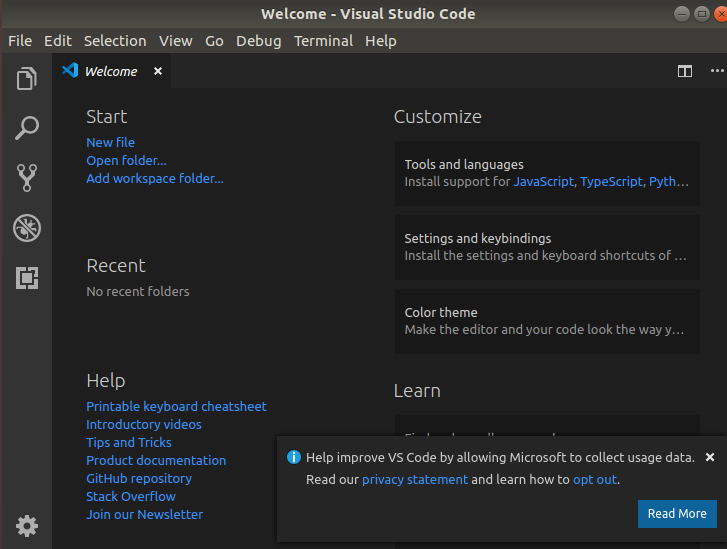 Welcome - Visual Studio Code
File Edit Selection View Go Debug Terminal Help
Welcome
Start
New file
Open folder...
Add workspace folder...
Recent
No recent folders
Help
Printable keyboard cheatsheet
Introductory videos
Tips and Tricks
Product documentation
GitHub repository
Stack Overflow
Join our Newsletter
Customize
Tools and languages
Install support for JavaScript, TypeScript, Pyth...
Settings and keybindings
Install the settings and keyboard shortcuts of ...
Color theme
Make the editor and your code look the way y...
Learn
Help improve VS Code by allowing Microsoft to collect usage data.
Read our privacy statement and learn how to opt out.
Read More